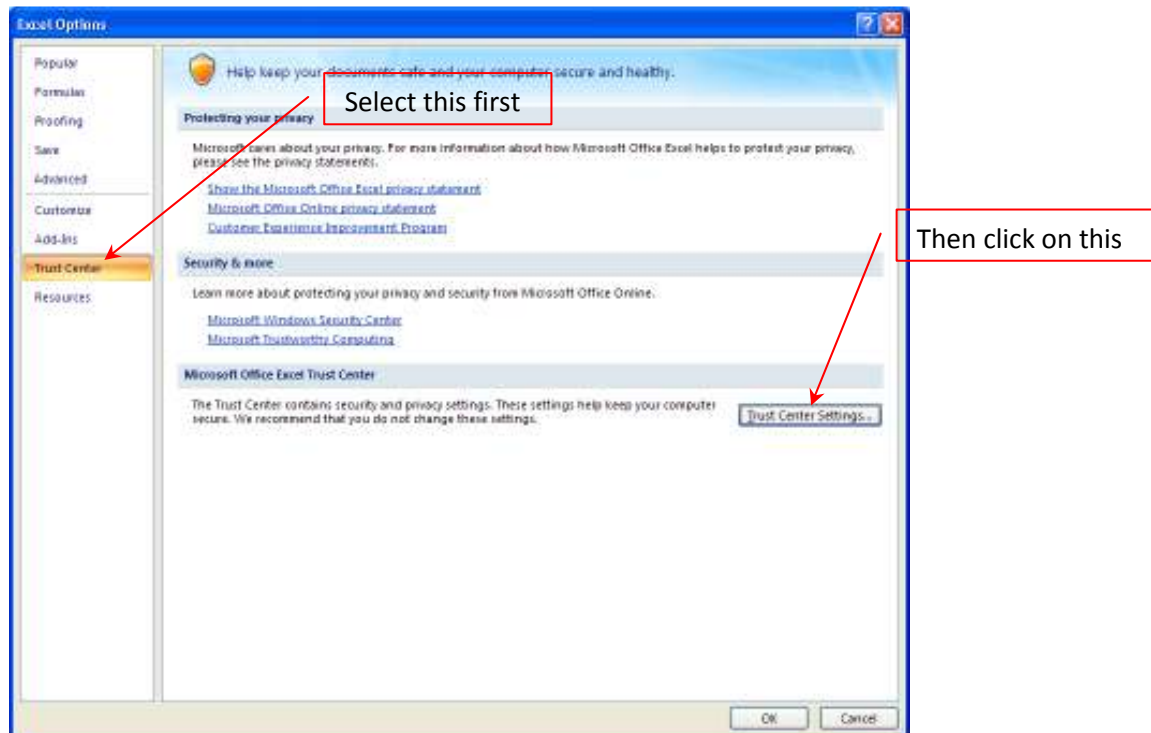 Excel Options
Popular
Formulas
Proofing
Save
Advanced
Customize
Add-Ins
Trust Center
Resources
Help keep your documents safe and your computer secure and healthy.
Select this first
Protecting your privacy
Microsoft cares about your privacy. For more information about how Microsoft Office Excel helps to protect your privacy,
please see the privacy statements.
Show the Microsoft Office Excel privacy statement
Microsoft Office Online privacy statement
Customer Experience Improvement Program
Then click on this
Security & more
Learn more about protecting your privacy and security from Microsoft Office Online.
Microsoft Windows Security Center
Microsoft Trustworthy Computing
Microsoft Office Excel Trust Center
The Trust Center contains security and privacy settings. These settings help keep your computer
secure. We recommend that you do not change these settings.
Trust Center Settings...
OK
Cancel